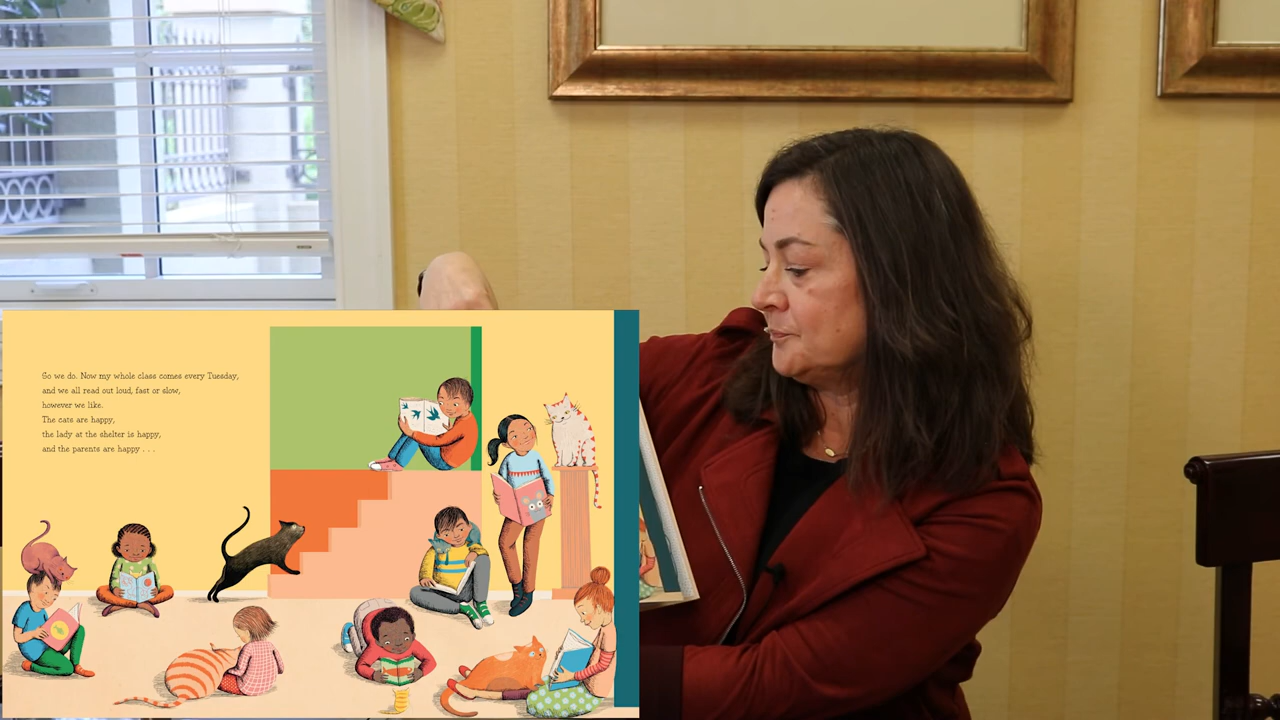 So we do. Now my whole class comes every Tuesday,
and we all read out loud, fast or slow,
however we like.
The cats are happy,
the lady at the shelter is happy,
and the parents are happy . . .